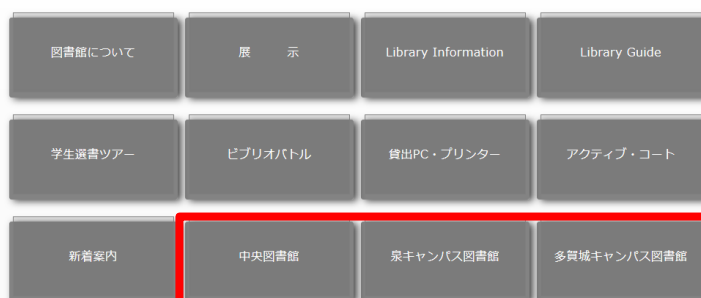 図書館について
展 示
Library Information
Library Guide
学生選書ツアー
ビブリオバトル
貸出PC・プリンター
アクティブ・コート
新着案内
中央図書館
泉キャンパス図書館
多賀城キャンパス図書館